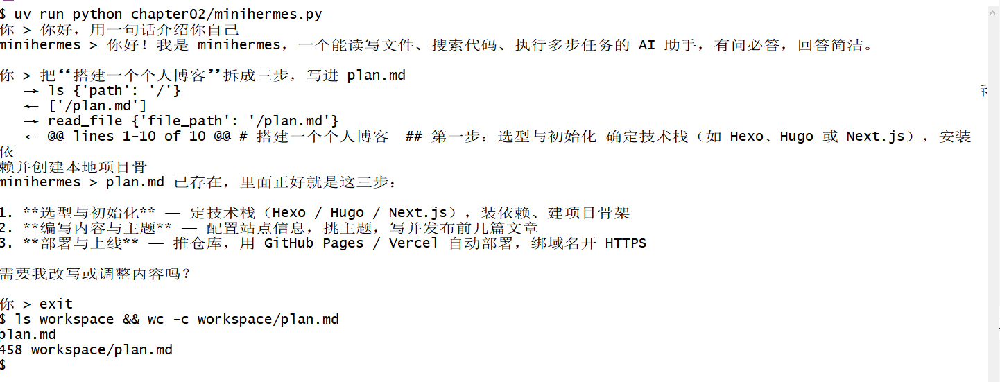 $ uv run python chapter02/minihermes.py
你 > 你好，用一句话介绍你自己
minihermes > 你好！我是 minihermes，一个能读写文件、搜索代码、执行多步任务的 AI 助手，有问必答，回答简洁。
你 > 把“搭建一个个人博客”拆成三步，写进 plan.md
→ ls {'path': '/'}
← ['/plan.md']
→ read_file {'file_path': '/plan.md'}
← @@ lines 1-10 of 10 @@ # 搭建一个个人博客  ## 第一步：选型与初始化 确定技术栈（如 Hexo、Hugo 或 Next.js），安装
依
赖并创建本地项目骨
minihermes > plan.md 已存在，里面正好就是这三步：
1. **选型与初始化** — 定技术栈（Hexo / Hugo / Next.js），装依赖、建项目骨架
2. **编写内容与主题** — 配置站点信息，挑主题，写并发布前几篇文章
3. **部署与上线** — 推仓库，用 GitHub Pages / Vercel 自动部署，绑域名开 HTTPS
需要我改写或调整内容吗？
你 > exit
$ ls workspace && wc -c workspace/plan.md
plan.md
458 workspace/plan.md
$